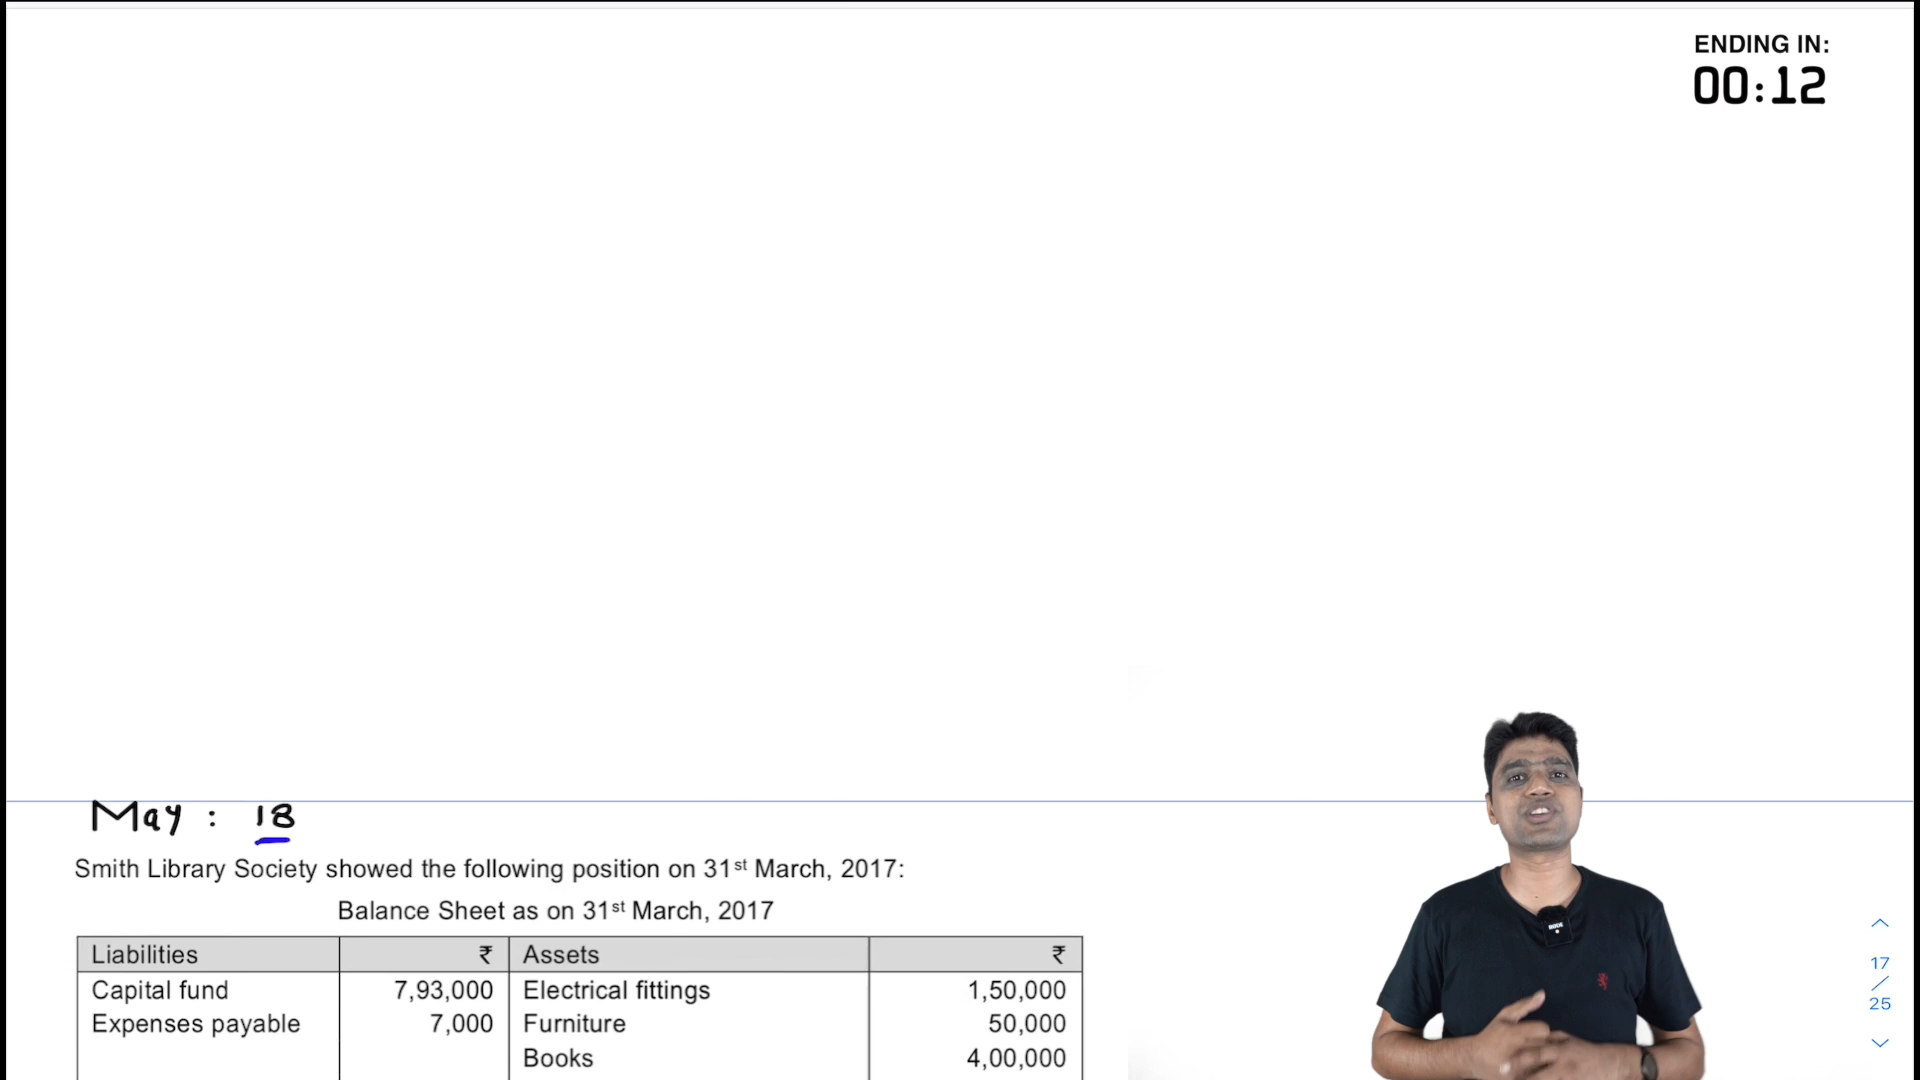 ENDING IN:
00:12
May : 18
Smith Library Society showed the following position on 31st March, 2017:
Balance Sheet as on 31st March, 2017
Liabilities ₹ Assets ₹
Capital fund 7,93,000 Electrical fittings 1,50,000
Expenses payable 7,000 Furniture 50,000
Books 4,00,000
RODE
17
/
25